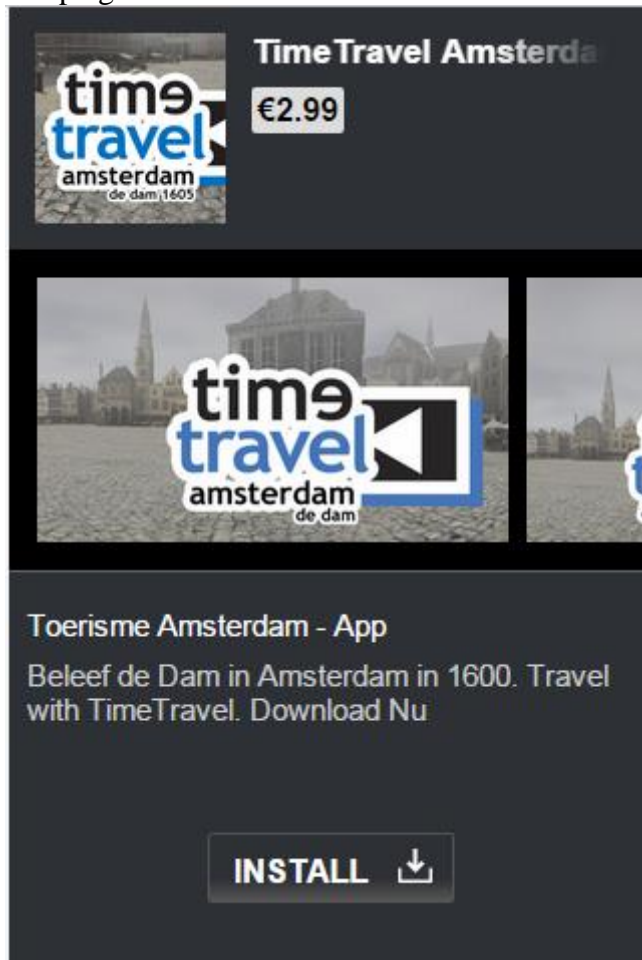 TimeTravel Amsterda
€2.99
time
travel
amsterdam
de dam 1605
time
travel
amsterdam
de dam
Toerisme Amsterdam - App
Beleef de Dam in Amsterdam in 1600. Travel
with TimeTravel. Download Nu
INSTALL